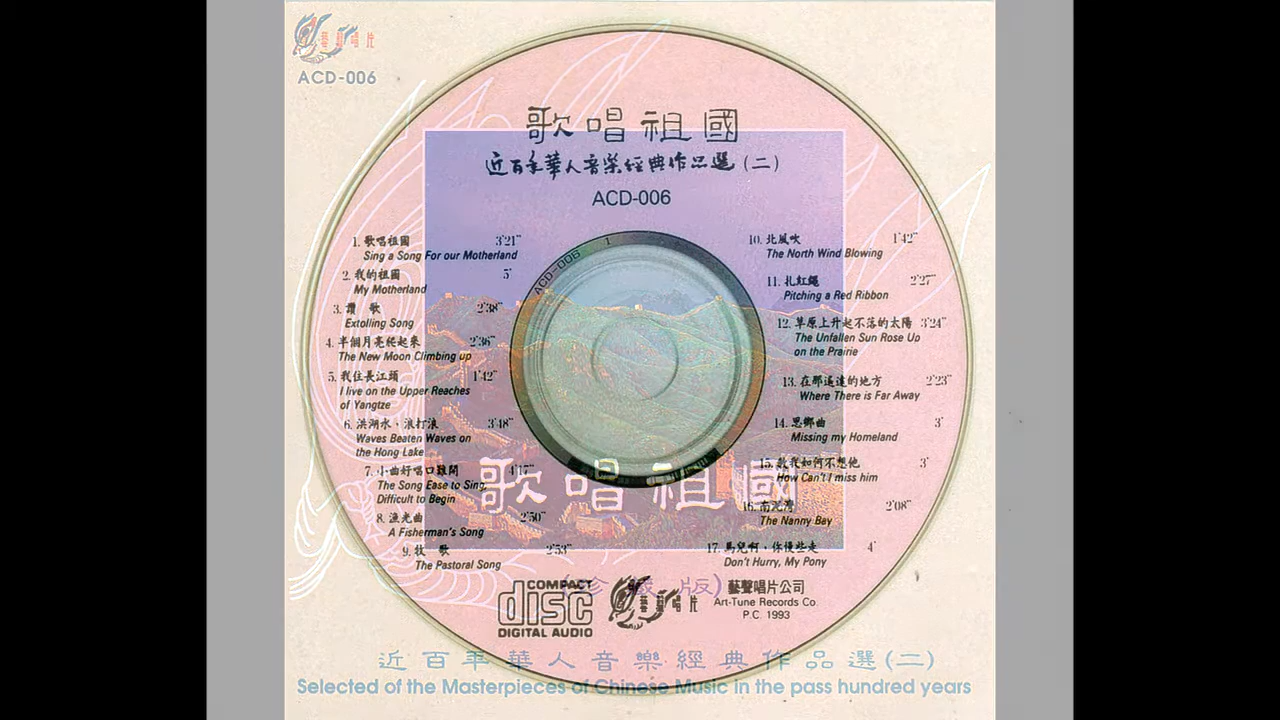 藝聲唱片
ACD-006
歌唱祖國
近百年華人音樂經典作品選(二)
ACD-006
ACD-006 1
1. 歌唱祖國 3'21"
Sing a Song For our Motherland
2. 我的祖國 5'
My Motherland
3. 讚 歌 2'38"
Extolling Song
4. 半個月亮爬起來 2'36"
The New Moon Climbing up
5. 我住長江頭 1'42"
I live on the Upper Reaches
of Yangtze
6. 洪湖水,浪打浪 3'48"
Waves Beaten Waves on
the Hong Lake
7. 小曲好唱口難開 4'17"
The Song Ease to Sing,
Difficult to Begin
8. 漁光曲 2'50"
A Fisherman's Song
9. 牧 歌 2'53"
The Pastoral Song
10. 北風吹 1'42"
The North Wind Blowing
11. 扎紅繩 2'27"
Pitching a Red Ribbon
12. 草原上升起不落的太陽 3'24"
The Unfallen Sun Rose Up
on the Prairie
13. 在那遙遠的地方 2'23"
Where There is Far Away
14. 思鄉曲 3'
Missing my Homeland
15. 教我如何不想他 3'
How Can't I miss him
16. 南泥灣 2'08"
The Nanny Bay
17. 馬兒啊,你慢些走 4'
Don't Hurry, My Pony
歌唱祖國
(珍藏版)
COMPACT
disc
DIGITAL AUDIO
藝聲唱片
藝聲唱片公司
Art-Tune Records Co.
P.C. 1993
近百年華人音樂經典作品選(二)
Selected of the Masterpieces of Chinese Music in the pass hundred years